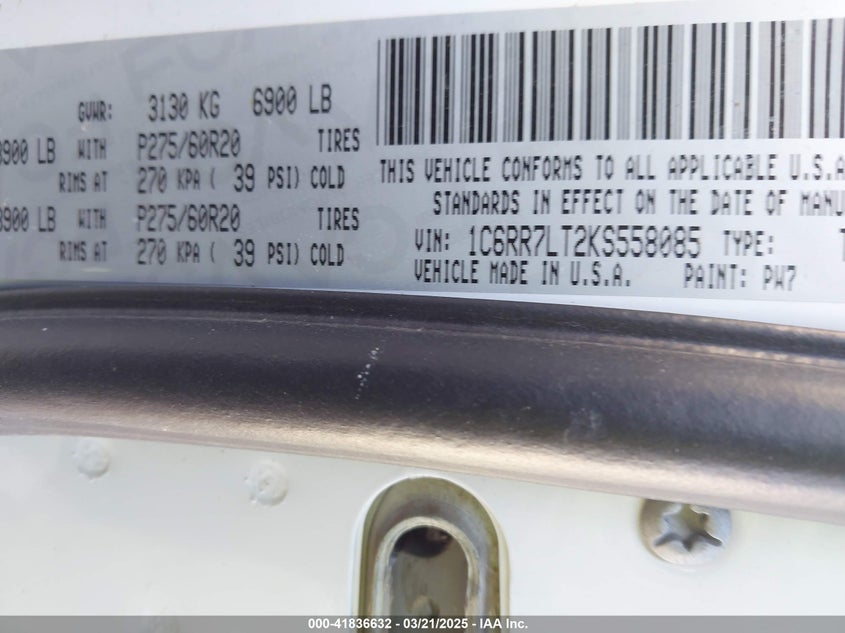 GVWR: 3130 KG 6900 LB
3900 LB WITH P275/60R20 TIRES
RIMS AT 270 KPA ( 39 PSI) COLD
3900 LB WITH P275/60R20 TIRES
RIMS AT 270 KPA ( 39 PSI) COLD
THIS VEHICLE CONFORMS TO ALL APPLICABLE U.S.A
STANDARDS IN EFFECT ON THE DATE OF MANU
VIN: 1C6RR7LT2KS558085 TYPE: T
VEHICLE MADE IN U.S.A. PAINT: PW7
000-41836632 - 03/21/2025 - © IAA Inc.